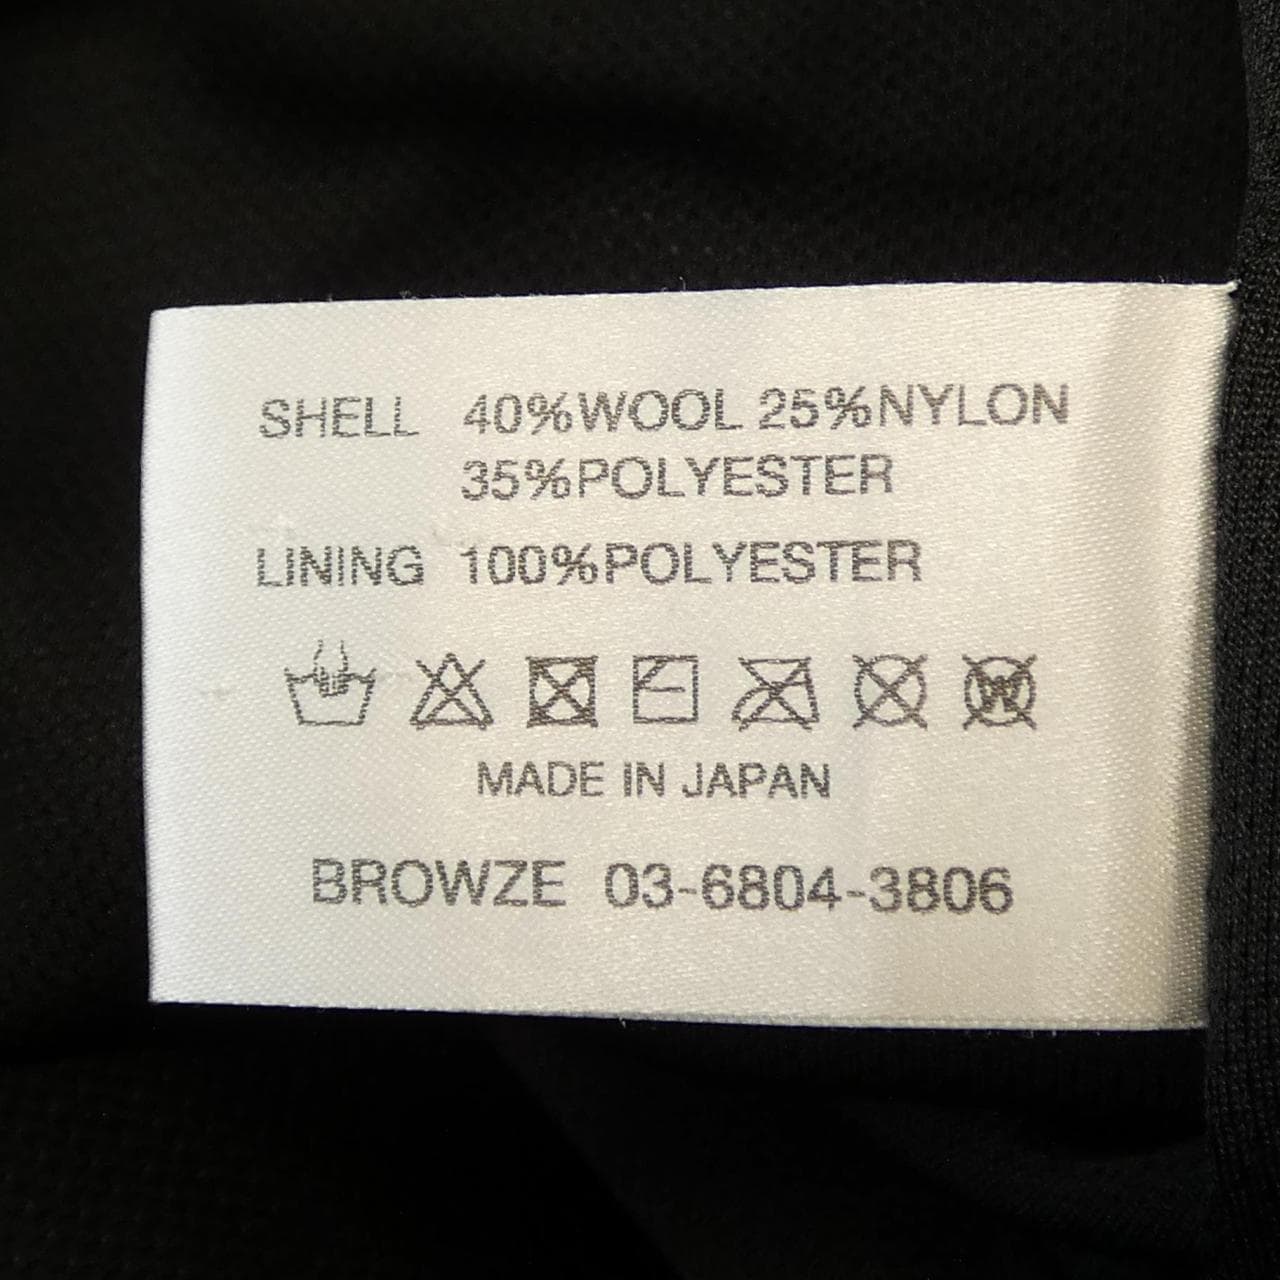 SHELL 40%WOOL 25%NYLON
35%POLYESTER
LINING 100%POLYESTER
W
MADE IN JAPAN
BROWZE 03-6804-3806